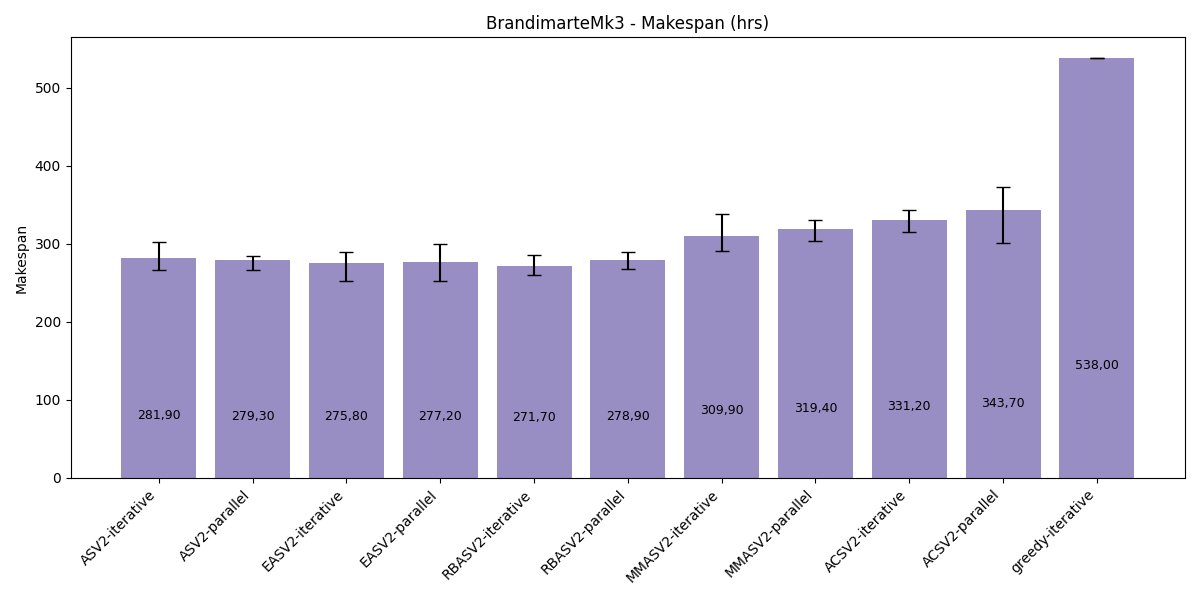 BrandimarteMk3 - Makespan (hrs)
Makespan
500
400
300
200
100
0
281,90
279,30
275,80
277,20
271,70
278,90
309,90
319,40
331,20
343,70
538,00
ASV2-iterative
ASV2-parallel
EASV2-iterative
EASV2-parallel
RBASV2-iterative
RBASV2-parallel
MMASV2-iterative
MMASV2-parallel
ACSV2-iterative
ACSV2-parallel
greedy-iterative